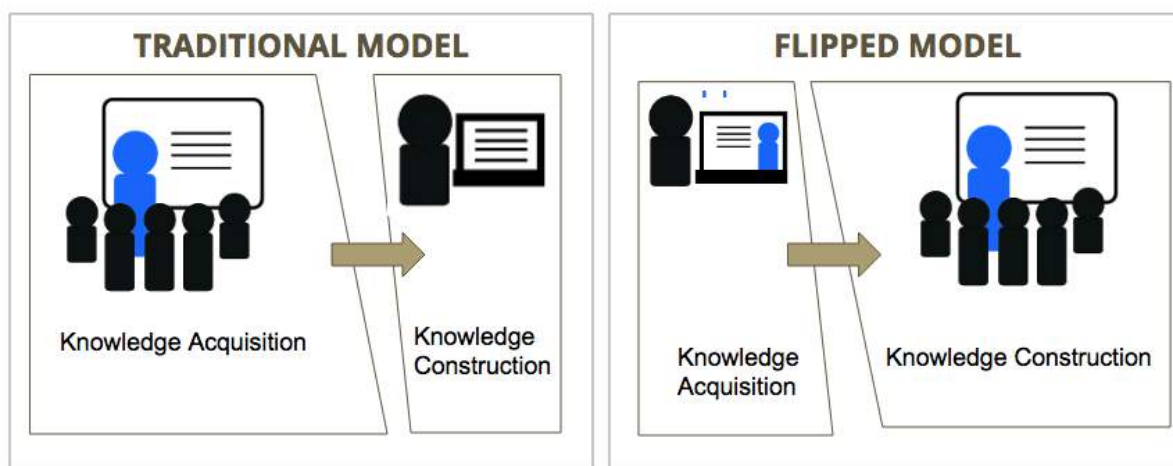 TRADITIONAL MODEL
Knowledge Acquisition
Knowledge
Construction
FLIPPED MODEL
Knowledge
Acquisition
Knowledge Construction